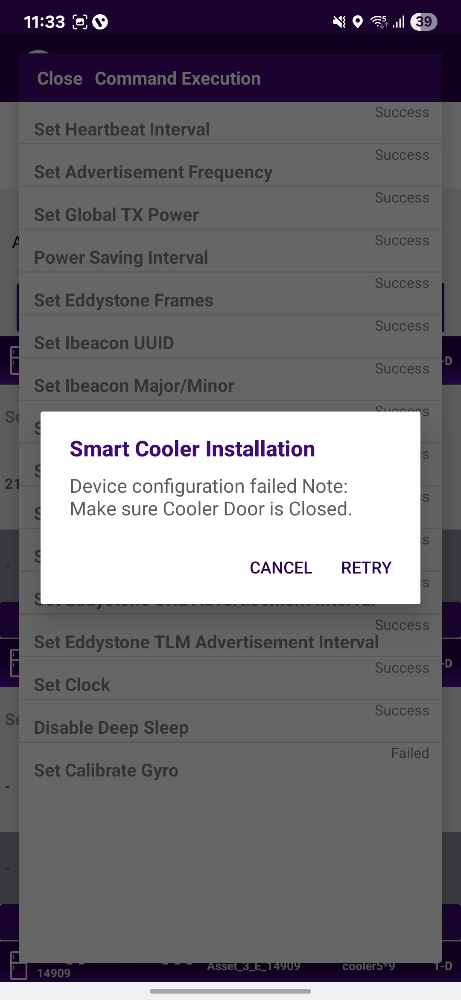 11:33
5
39
Close Command Execution
Success
Set Heartbeat Interval
Success
Set Advertisement Frequency
Success
Set Global TX Power
Success
Power Saving Interval
Success
Set Eddystone Frames
Success
Set Ibeacon UUID
-D
Success
Set Ibeacon Major/Minor
Success
Smart Cooler Installation
Device configuration failed Note:
Make sure Cooler Door is Closed.
CANCEL RETRY
Success
Set Eddystone TLM Advertisement Interval
-D
Success
Set Clock
Success
Disable Deep Sleep
Failed
Set Calibrate Gyro
Asset_3_E_14909 cooler5*9 1-D
14909